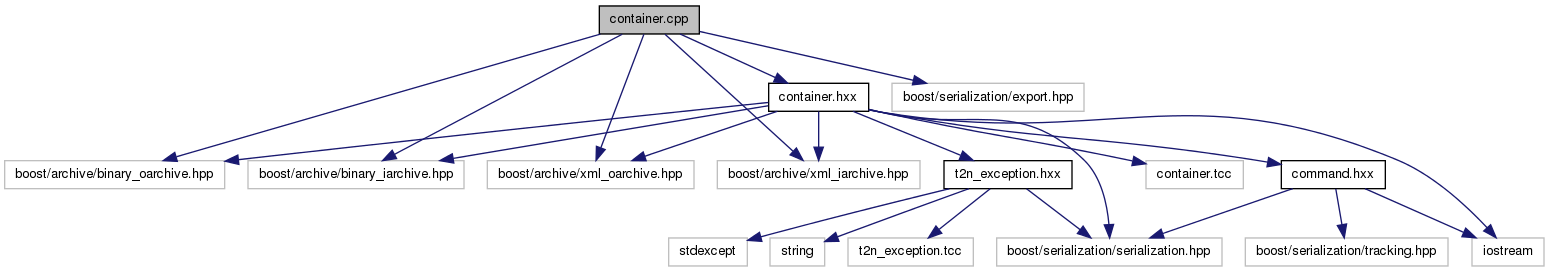 container.cpp
container.hxx
boost/serialization/export.hpp
boost/archive/binary_oarchive.hpp
boost/archive/binary_iarchive.hpp
boost/archive/xml_oarchive.hpp
boost/archive/xml_iarchive.hpp
t2n_exception.hxx
container.tcc
command.hxx
stdexcept
string
t2n_exception.tcc
boost/serialization/serialization.hpp
boost/serialization/tracking.hpp
iostream